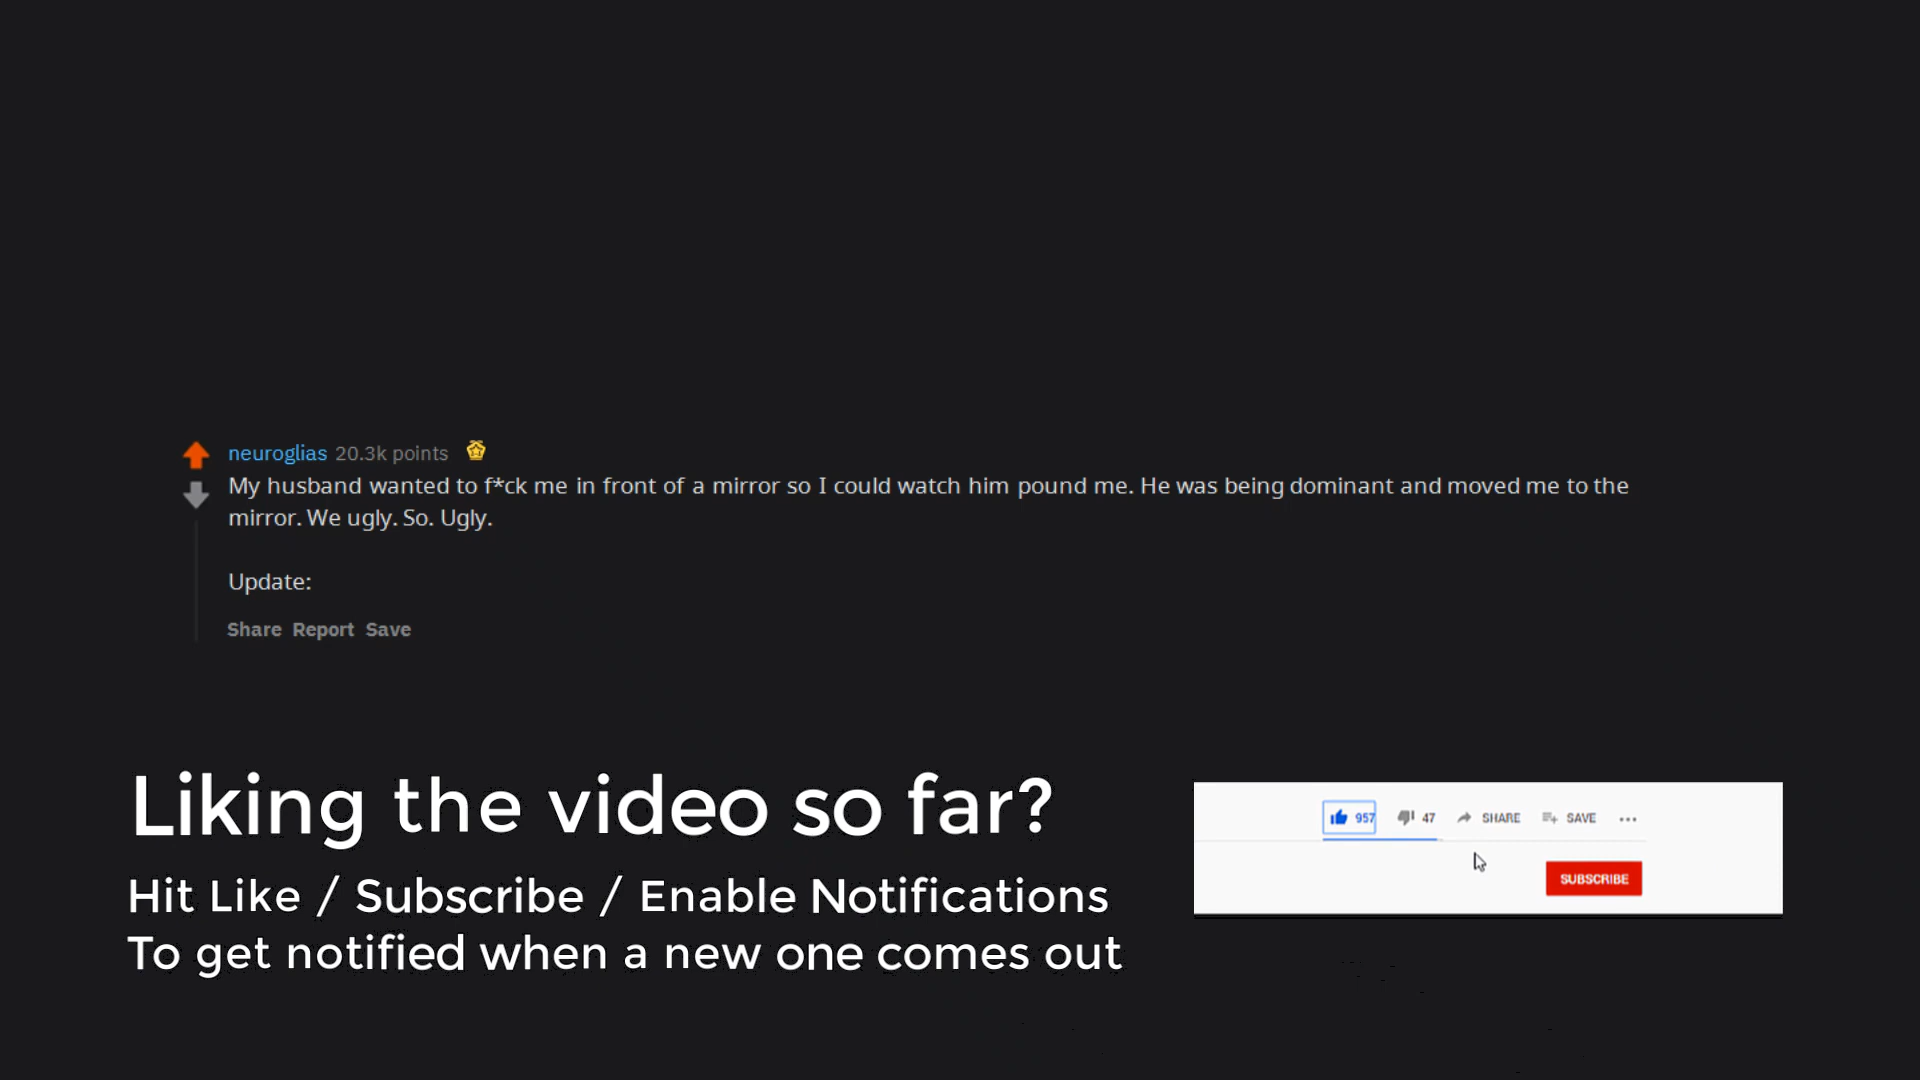 neuroglias 20.3k points
My husband wanted to f*ck me in front of a mirror so I could watch him pound me. He was being dominant and moved me to the
mirror. We ugly. So. Ugly.
Update:
Share Report Save
Liking the video so far?
Hit Like / Subscribe / Enable Notifications
To get notified when a new one comes out
957 47 SHARE SAVE
SUBSCRIBE